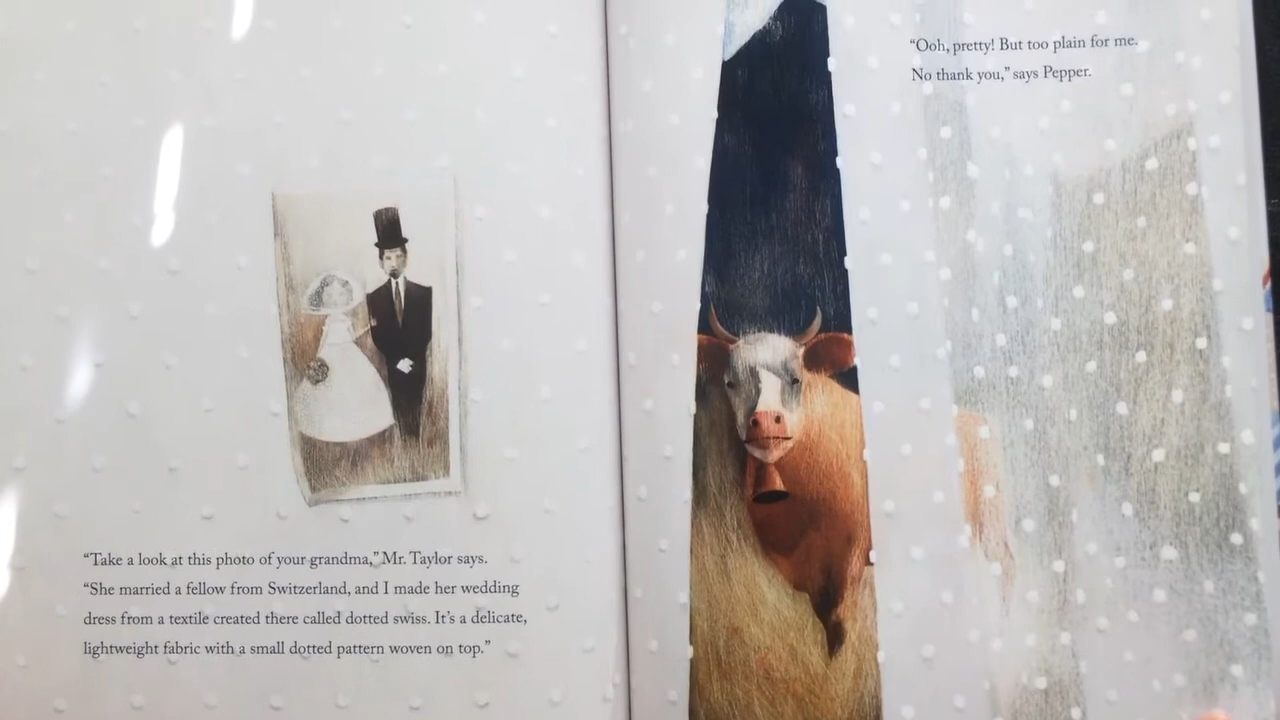 “Take a look at this photo of your grandma,” Mr. Taylor says.
“She married a fellow from Switzerland, and I made her wedding
dress from a textile created there called dotted swiss. It’s a delicate,
lightweight fabric with a small dotted pattern woven on top.”
“Ooh, pretty! But too plain for me.
No thank you,” says Pepper.